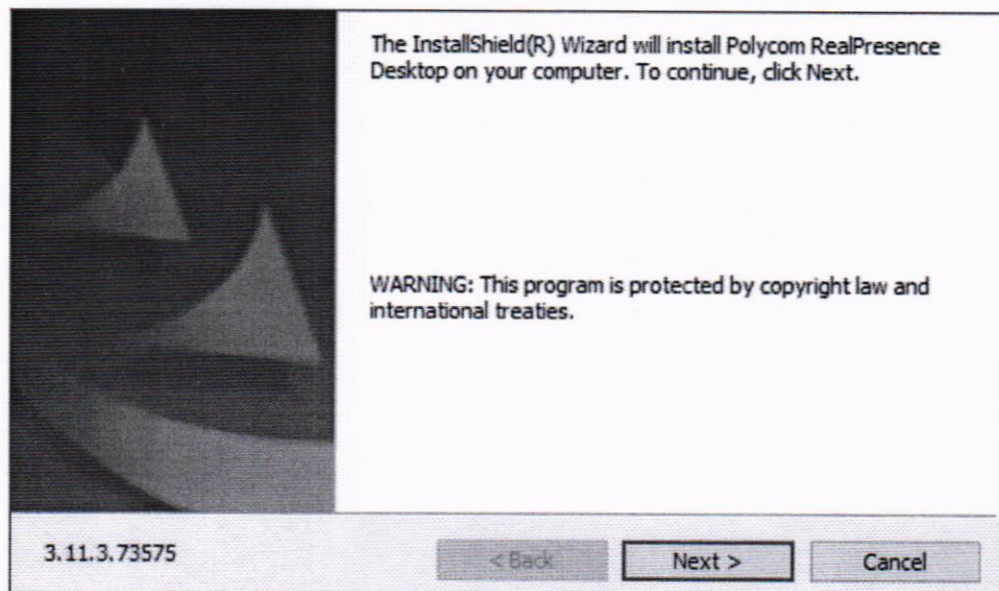 The InstallShield(R) Wizard will install Polycom RealPresence
Desktop on your computer. To continue, click Next.
WARNING: This program is protected by copyright law and
international treaties.
3.11.3.73575
< Back
Next >
Cancel